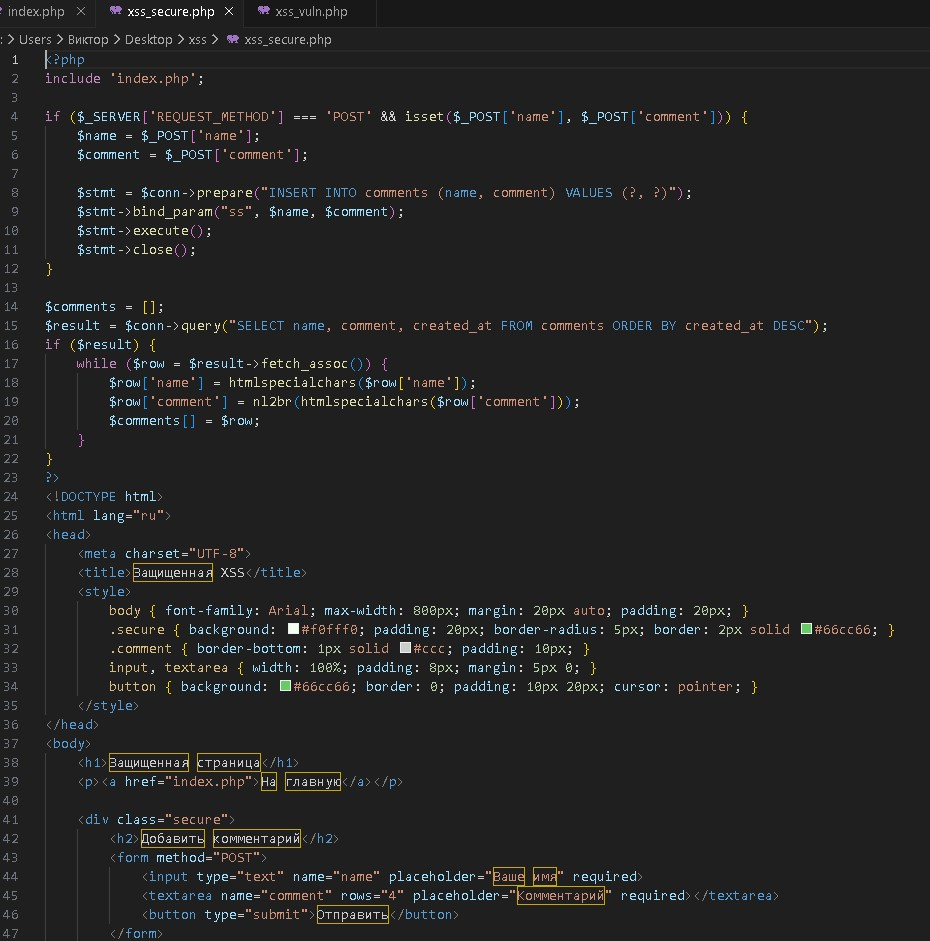 index.php
xss_secure.php
xss_vuln.php
: > Users > Виктор > Desktop > xss > xss_secure.php
1 <?php
2 include 'index.php';
3
4 if ($_SERVER['REQUEST_METHOD'] === 'POST' && isset($_POST['name'], $_POST['comment'])) {
5     $name = $_POST['name'];
6     $comment = $_POST['comment'];
7
8     $stmt = $conn->prepare("INSERT INTO comments (name, comment) VALUES (?, ?)");
9     $stmt->bind_param("ss", $name, $comment);
10     $stmt->execute();
11     $stmt->close();
12 }
13
14 $comments = [];
15 $result = $conn->query("SELECT name, comment, created_at FROM comments ORDER BY created_at DESC");
16 if ($result) {
17     while ($row = $result->fetch_assoc()) {
18         $row['name'] = htmlspecialchars($row['name']);
19         $row['comment'] = nl2br(htmlspecialchars($row['comment']));
20         $comments[] = $row;
21     }
22 }
23 ?>
24 <!DOCTYPE html>
25 <html lang="ru">
26 <head>
27     <meta charset="UTF-8">
28     <title>Защищенная XSS</title>
29     <style>
30         body { font-family: Arial; max-width: 800px; margin: 20px auto; padding: 20px; }
31         .secure { background: #f0fff0; padding: 20px; border-radius: 5px; border: 2px solid #66cc66; }
32         .comment { border-bottom: 1px solid #ccc; padding: 10px; }
33         input, textarea { width: 100%; padding: 8px; margin: 5px 0; }
34         button { background: #66cc66; border: 0; padding: 10px 20px; cursor: pointer; }
35     </style>
36 </head>
37 <body>
38     <h1>Защищенная страница</h1>
39     <p><a href="index.php">На главную</a></p>
40
41     <div class="secure">
42         <h2>Добавить комментарий</h2>
43         <form method="POST">
44             <input type="text" name="name" placeholder="Ваше имя" required>
45             <textarea name="comment" rows="4" placeholder="Комментарий" required></textarea>
46             <button type="submit">Отправить</button>
47         </form>